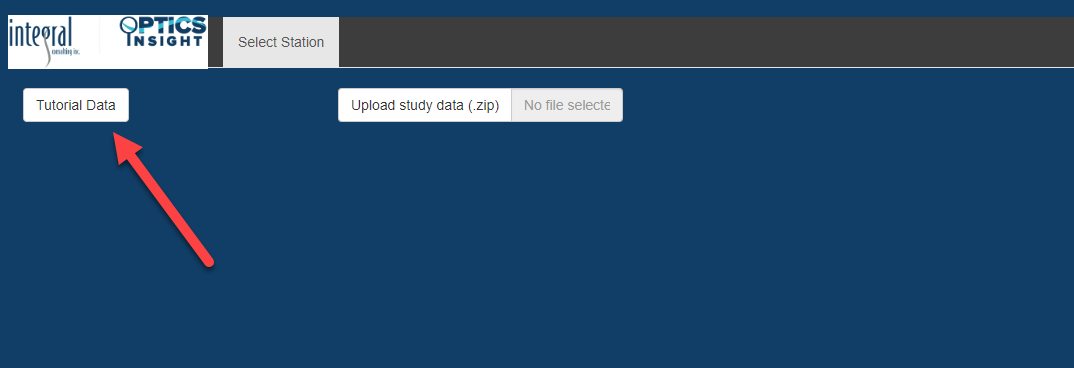 integral
consulting inc.
OPTICS
INSIGHT
Select Station
Tutorial Data
Upload study data (.zip)
No file selecte